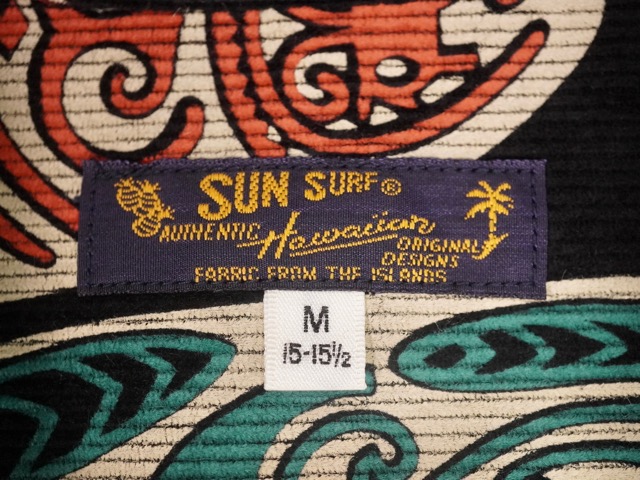 SUN SURF®
AUTHENTIC Hawaiian ORIGINAL DESIGNS
FABRIC FROM THE ISLANDS
M
15-15½